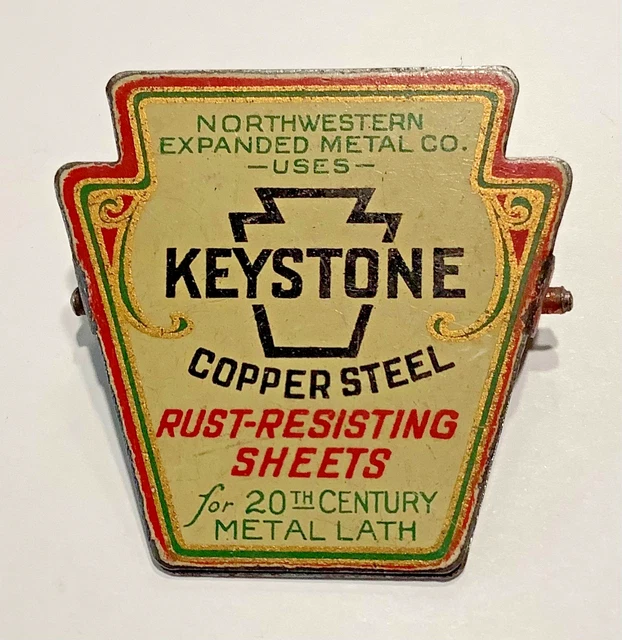 NORTHWESTERN
EXPANDED METAL CO.
—USES—
KEYSTONE
COPPER STEEL
RUST-RESISTING
SHEETS
for 20TH CENTURY
METAL LATH